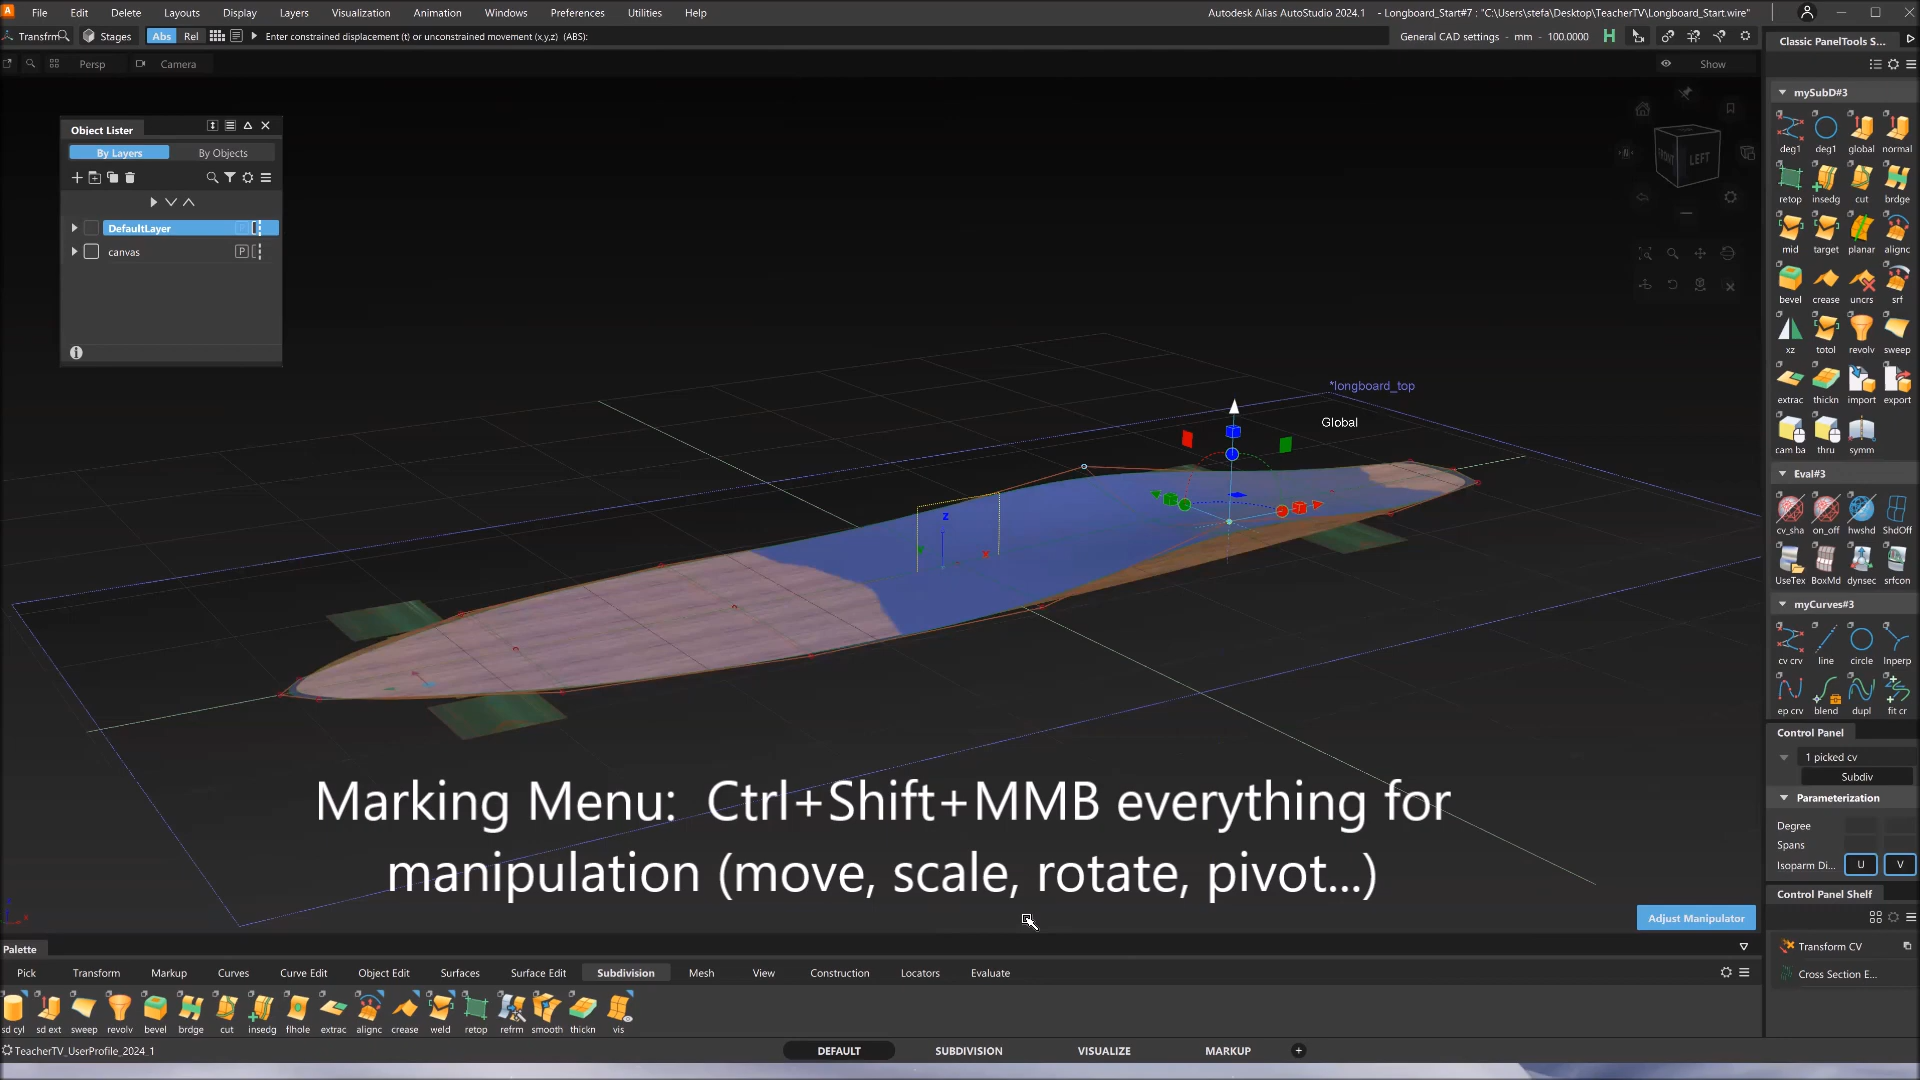 File Edit Delete Layouts Display Layers Visualization Animation Windows Preferences Utilities Help
Autodesk Alias AutoStudio 2024.1 - Longboard_Start#7 : "C:\Users\stefa\Desktop\TeacherTV\Longboard_Start.wire"
Transfrm Stages Abs Rel Enter constrained displacement (t) or unconstrained movement (x,y,z) (ABS):
General CAD settings - mm - 100.0000
Persp Camera Show
Object Lister
By Layers By Objects
DefaultLayer
canvas P
FRONT LEFT
*longboard_top
Global
z
Marking Menu: Ctrl+Shift+MMB everything for
manipulation (move, scale, rotate, pivot...)
Adjust Manipulator
Classic PanelTools S...
mySubD#3
deg1 deg1 global normal
retop insedg cut brdge
mid target planar alignc
bevel crease uncrs srf
xz totol revolv sweep
extrac thickn import export
cam ba thru symm
Eval#3
cv_sha on_off hwshd ShdOff
UseTex BoxMd dynsec srfcon
myCurves#3
cv crv line circle lnperp
ep crv blend dupl fit cr
Control Panel
1 picked cv
Subdiv
Parameterization
Degree
Spans
Isoparm Di... U V
Control Panel Shelf
Transform CV
Cross Section E...
Palette
Pick Transform Markup Curves Curve Edit Object Edit Surfaces Surface Edit Subdivision Mesh View Construction Locators Evaluate
sd cyl sd ext sweep revolv bevel brdge cut insedg flhole extrac alignc crease weld retop refrm smooth thickn vis
TeacherTV_UserProfile_2024_1
DEFAULT SUBDIVISION VISUALIZE MARKUP